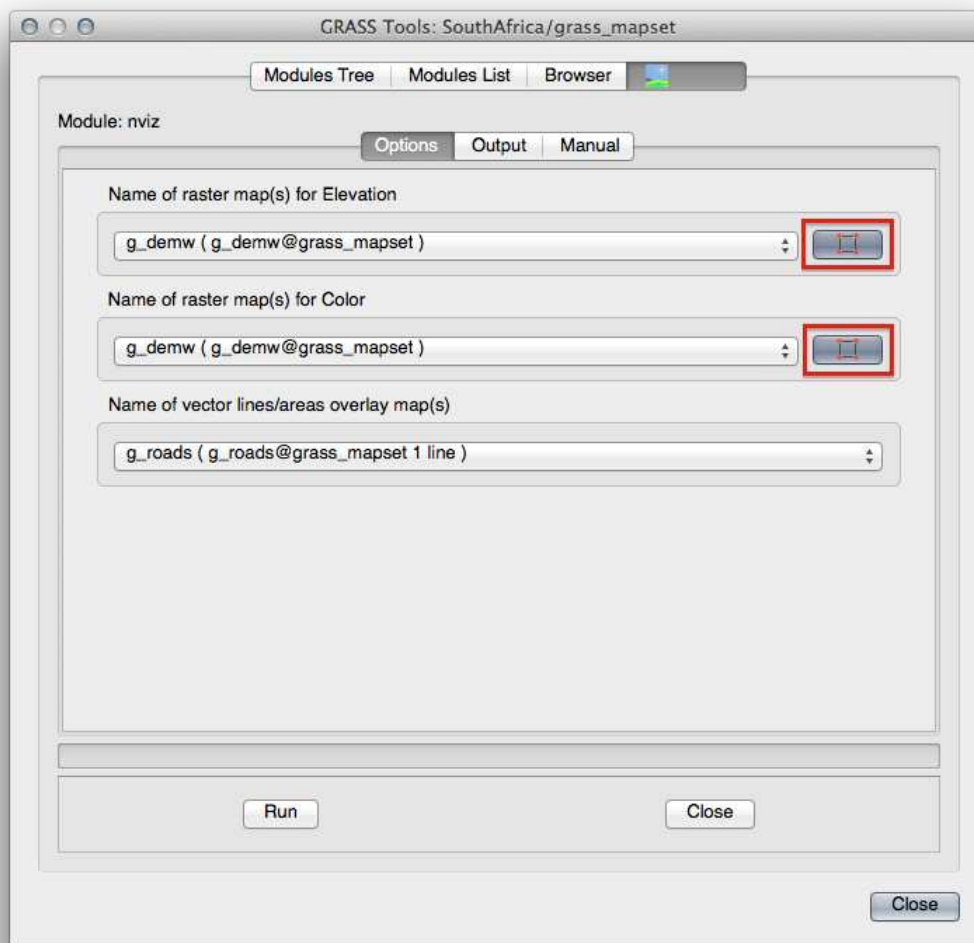 GRASS Tools: SouthAfrica/grass_mapset
Modules Tree Modules List Browser
Module: nviz
Options Output Manual
Name of raster map(s) for Elevation
g_demw ( g_demw@grass_mapset )
Name of raster map(s) for Color
g_demw ( g_demw@grass_mapset )
Name of vector lines/areas overlay map(s)
g_roads ( g_roads@grass_mapset 1 line )
Run Close
Close